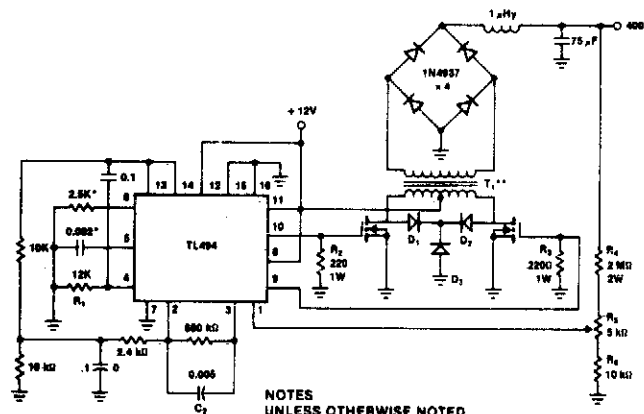 1 μHy
400
75 μF
1N4937
× 4
+ 12V
T₁**
0.1
13
14
12
15
16
2.5K*
6
11
0.082*
5
TL494
10
10K
8
12K
4
9
R₁
7
2
3
1
R₂
220
1W
D₁
D₂
D₃
R₃
220Ω
1W
R₄
2 MΩ
2W
R₅
5 kΩ
R₆
10 kΩ
2.4 kΩ
680 kΩ
10 kΩ
.1
0
0.005
C₂
NOTES
UNLESS OTHERWISE NOTED